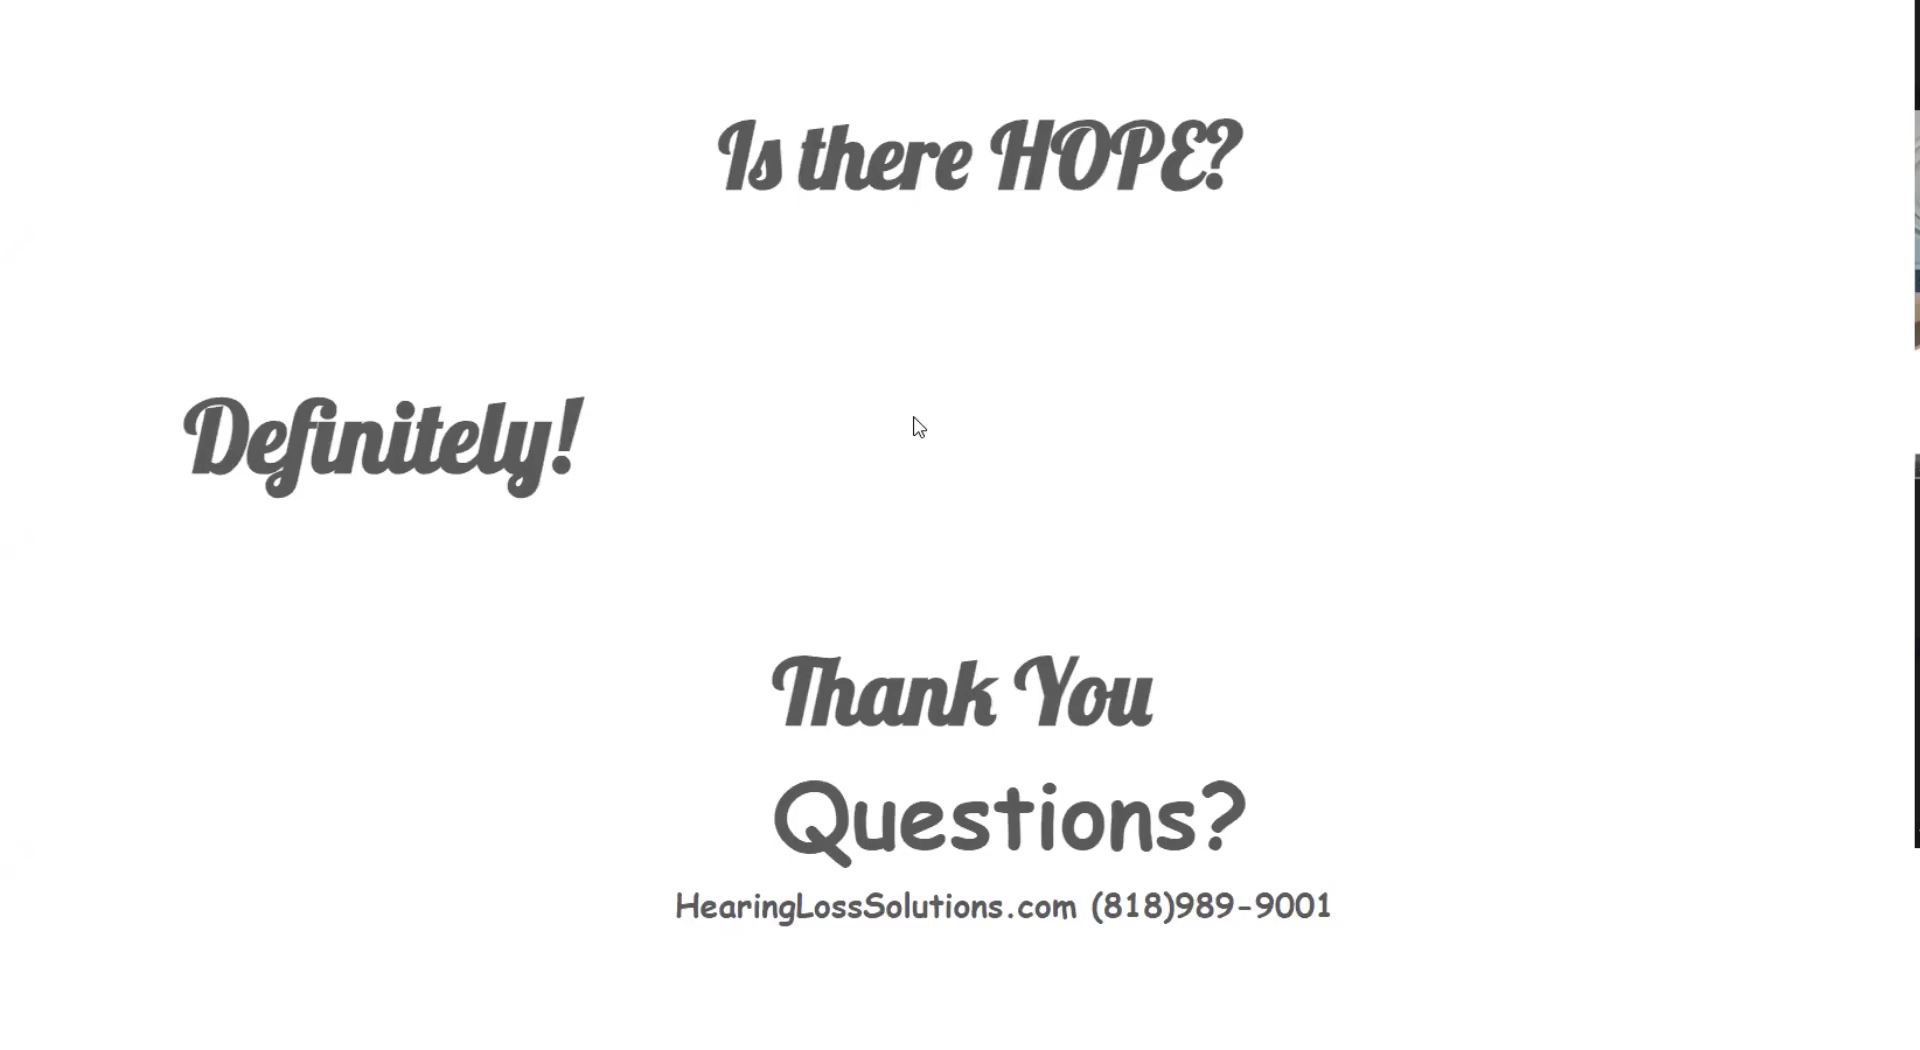 Is there HOPE?
Definitely!
Thank You
Questions?
HearingLossSolutions.com (818)989-9001